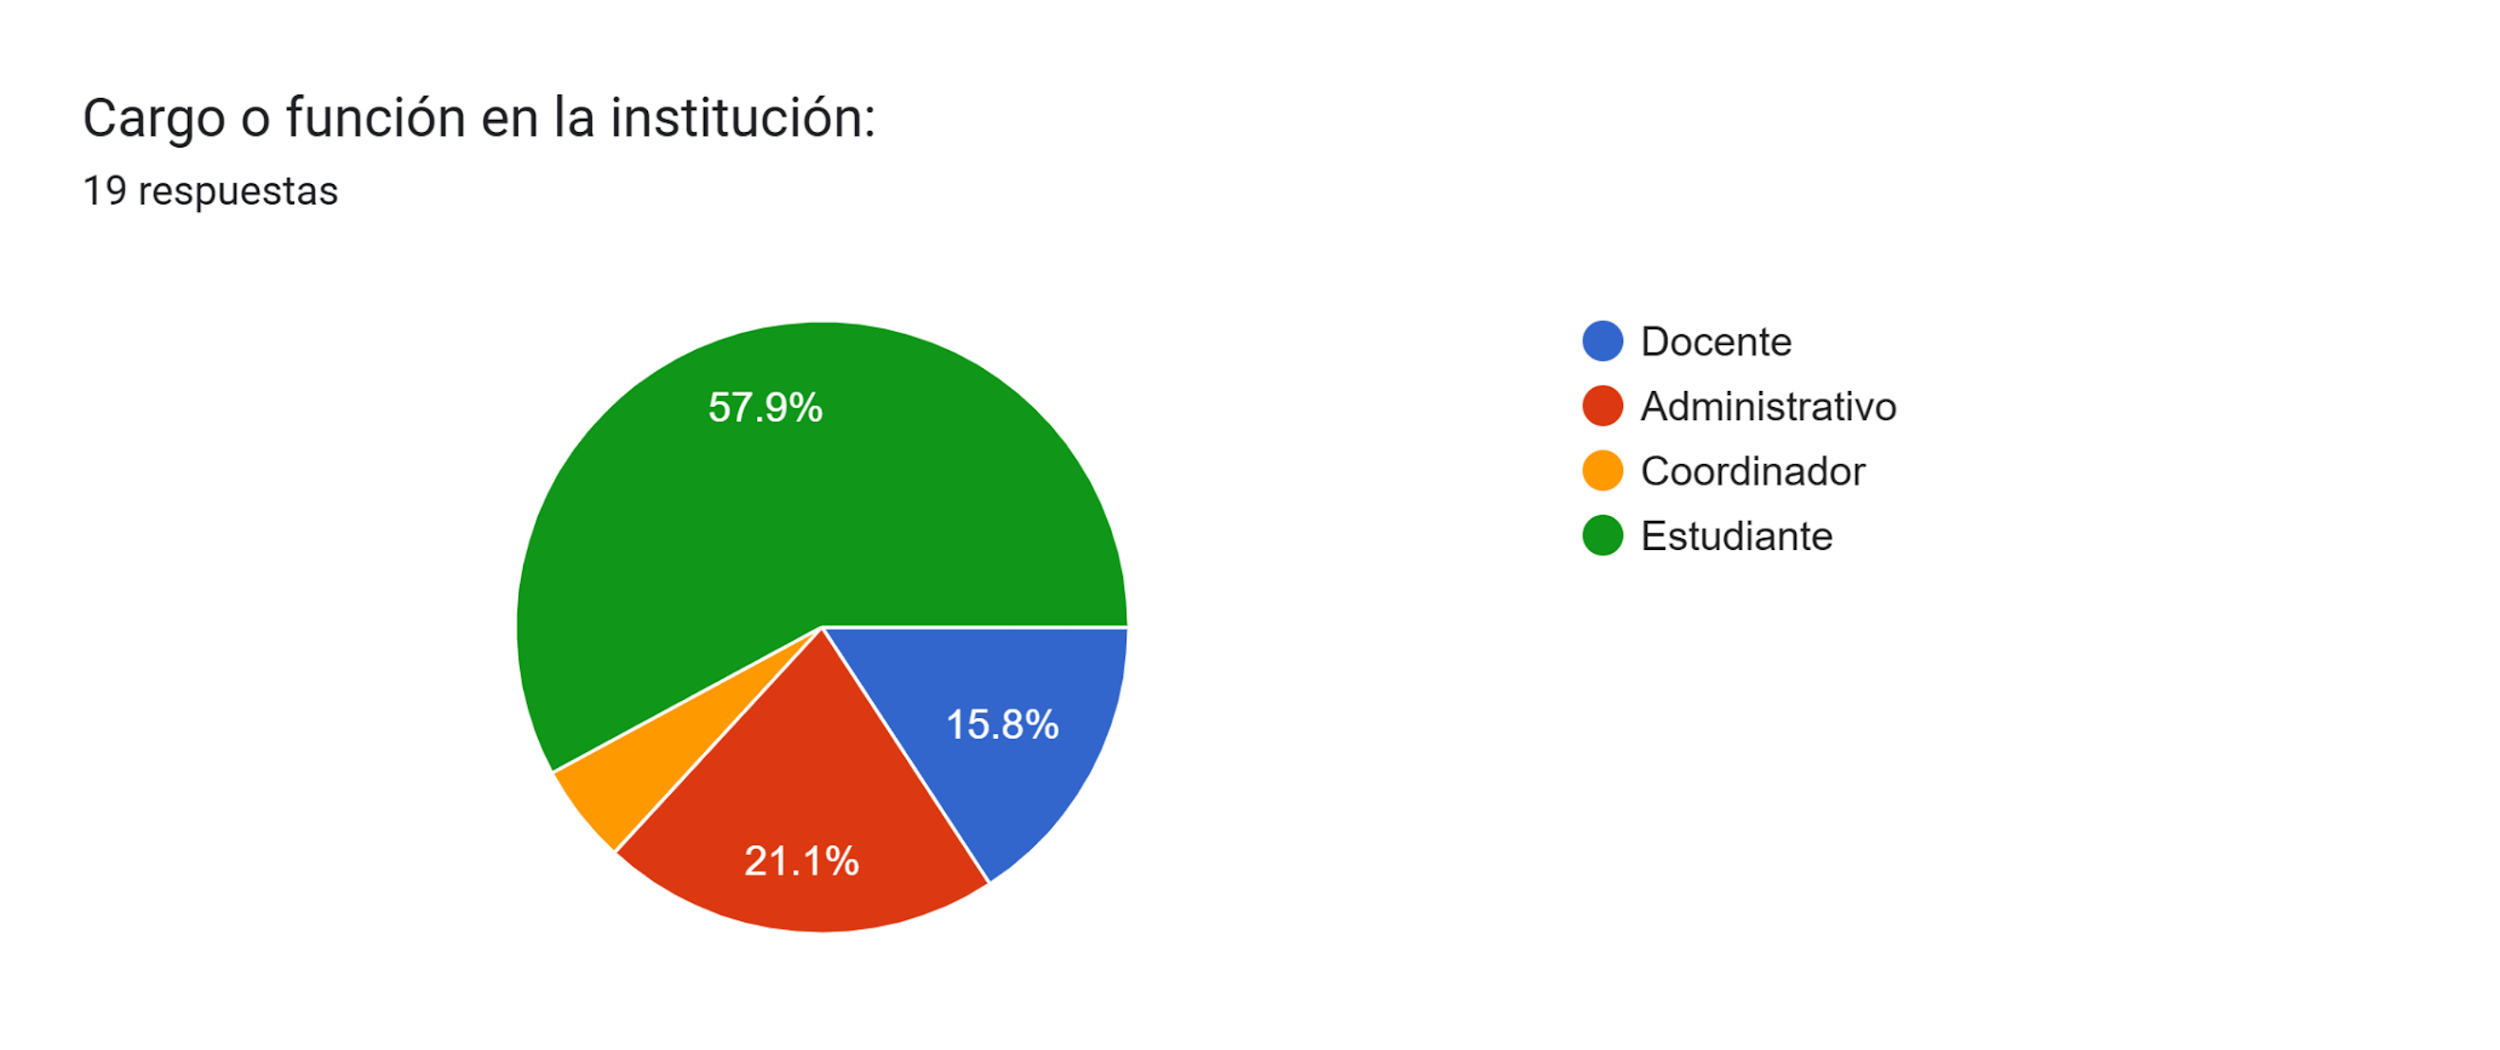 Cargo o función en la institución:
19 respuestas
57.9%
15.8%
21.1%
Docente
Administrativo
Coordinador
Estudiante